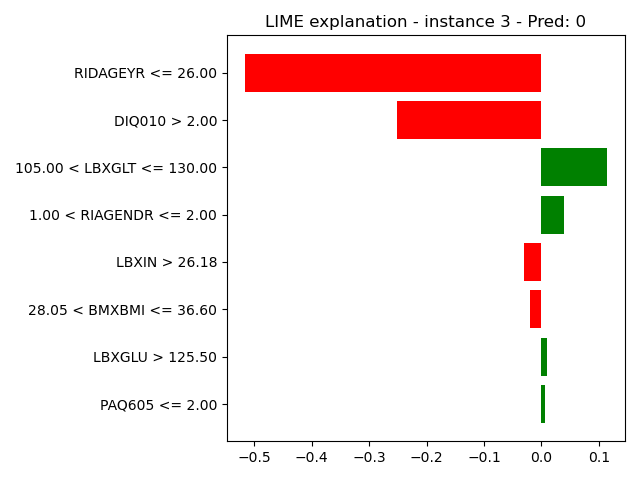 LIME explanation - instance 3 - Pred: 0
RIDAGEYR <= 26.00
DIQ010 > 2.00
105.00 < LBXGLT <= 130.00
1.00 < RIAGENDR <= 2.00
LBXIN > 26.18
28.05 < BMXBMI <= 36.60
LBXGLU > 125.50
PAQ605 <= 2.00
−0.5 −0.4 −0.3 −0.2 −0.1 0.0 0.1